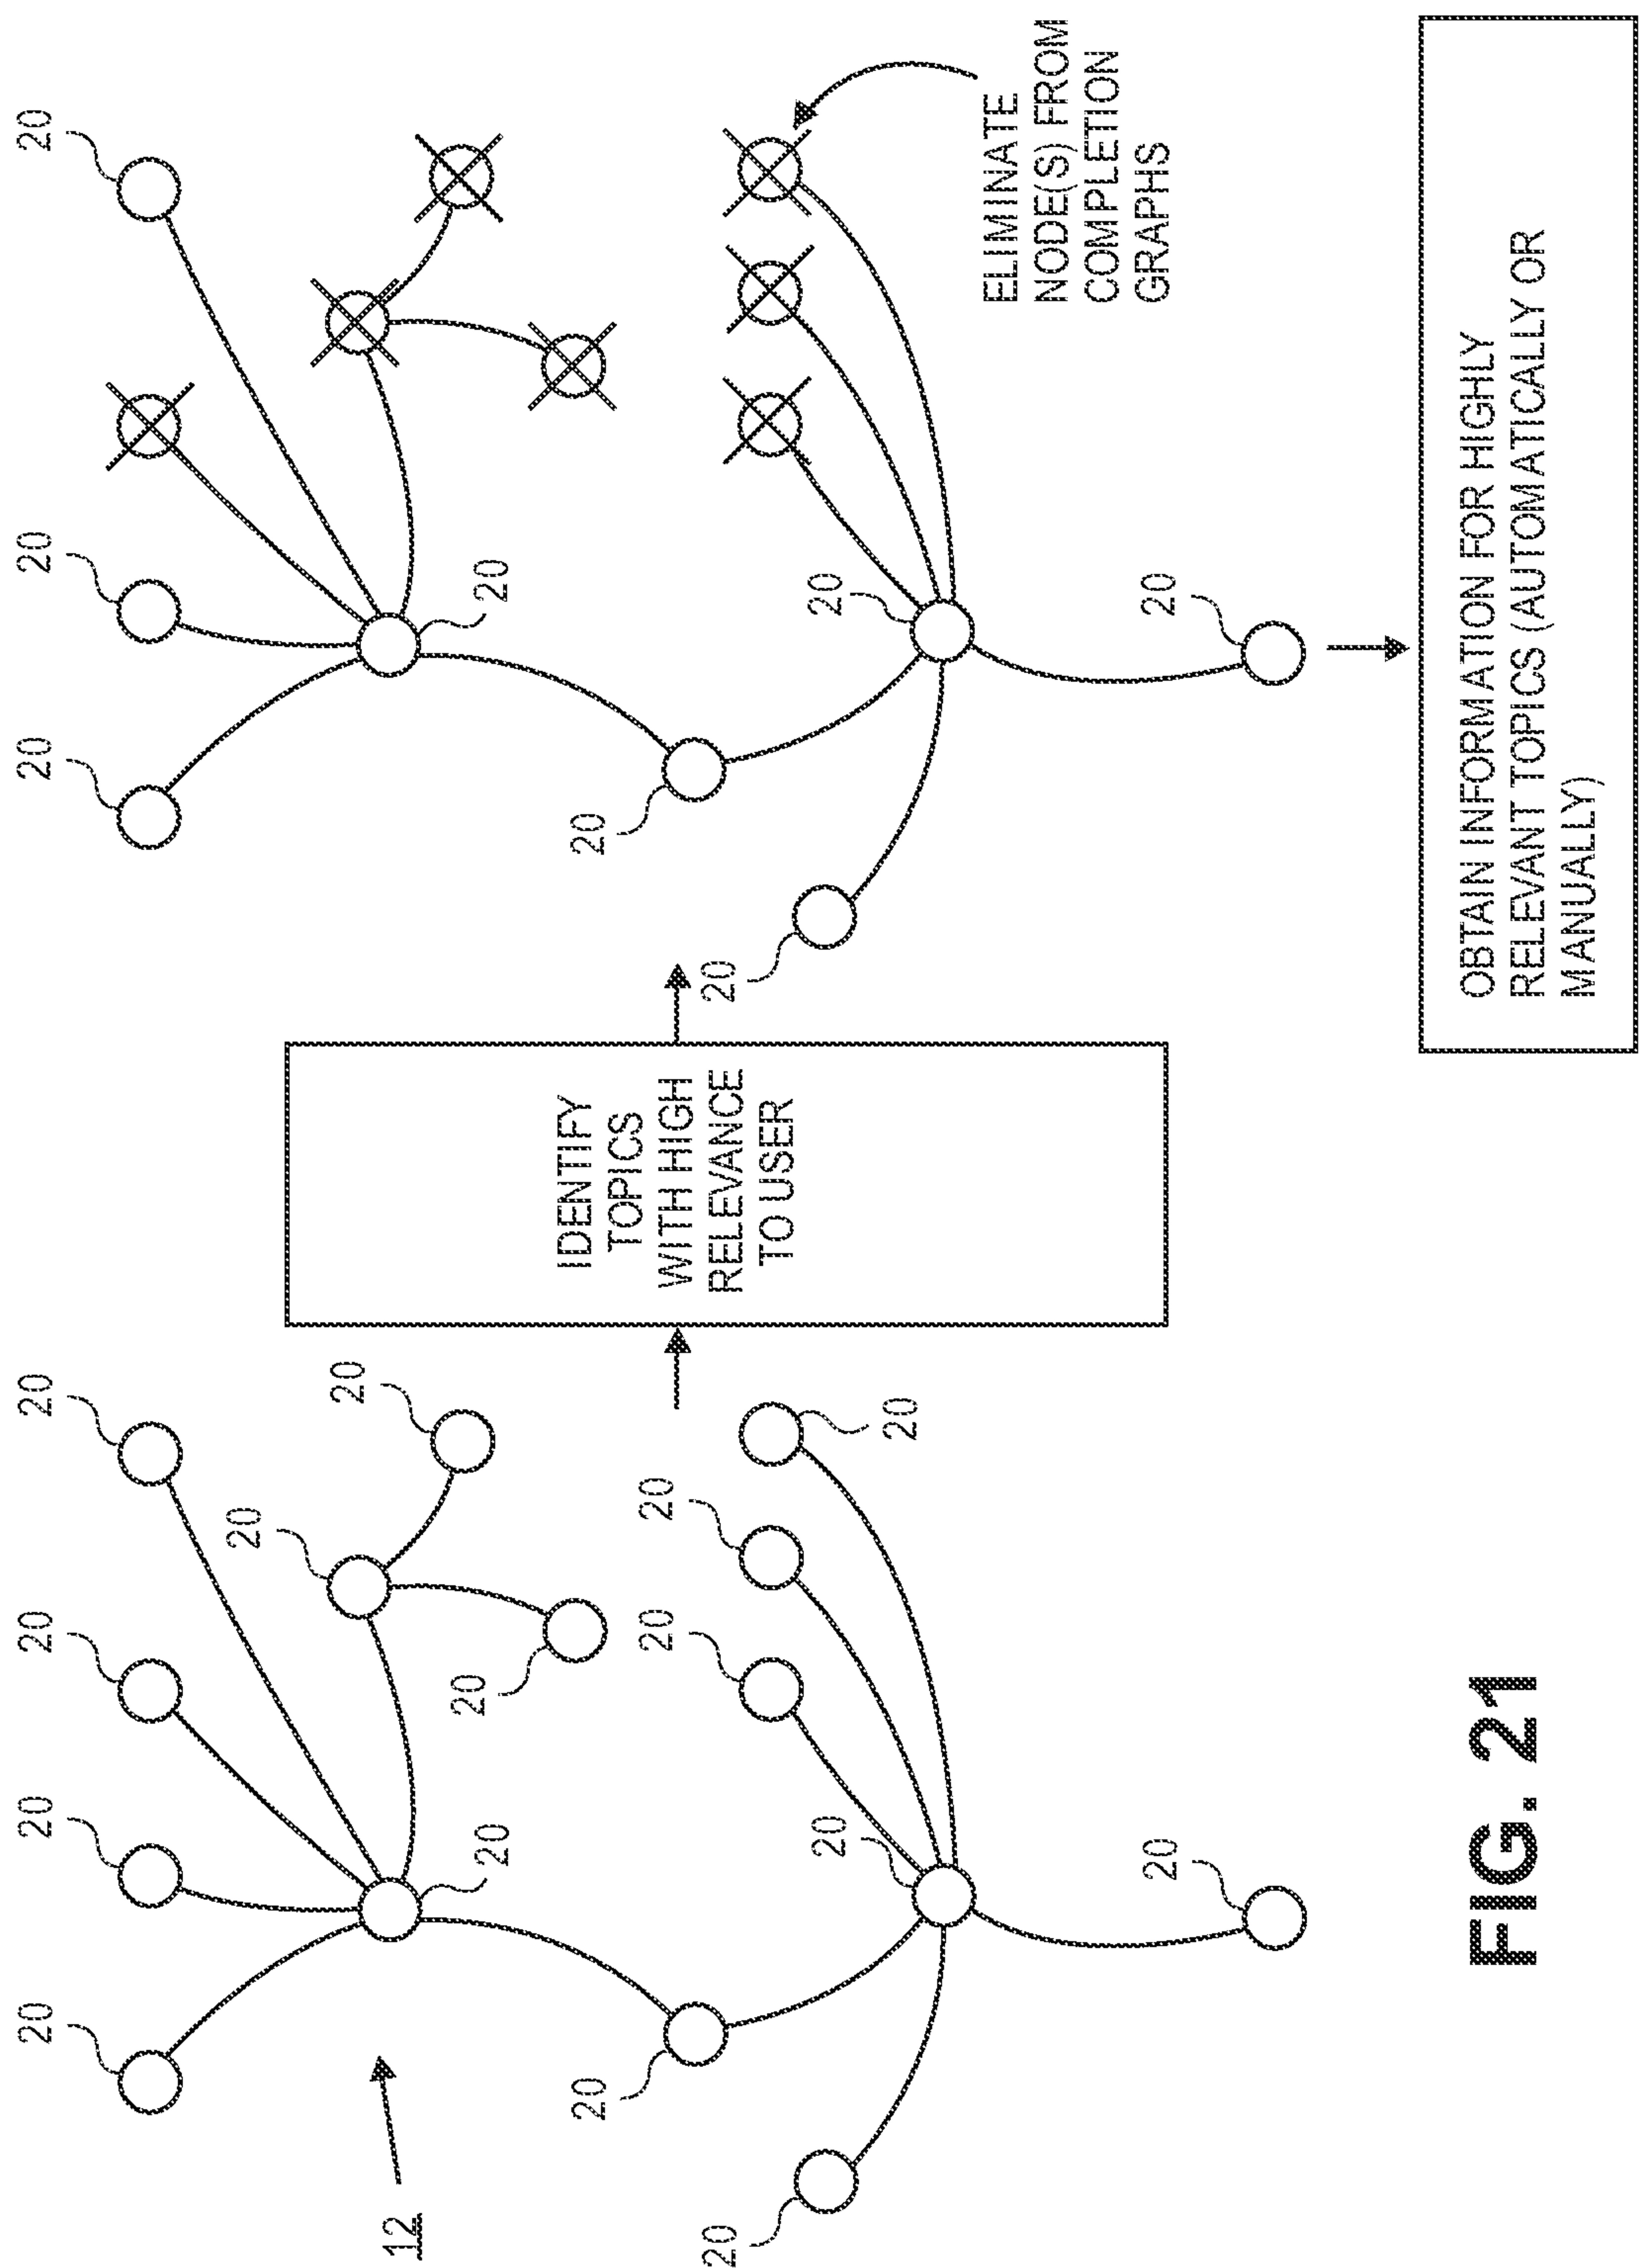 20
20
20
20
20
20
12
20
20
20
20
20
20
20
20
20
IDENTIFY
TOPICS
WITH HIGH
RELEVANCE
TO USER
20
20
20
20
20
20
20
20
ELIMINATE
NODE(S) FROM
COMPLETION
GRAPHS
OBTAIN INFORMATION FOR HIGHLY
RELEVANT TOPICS (AUTOMATICALLY OR
MANUALLY)
FIG. 21